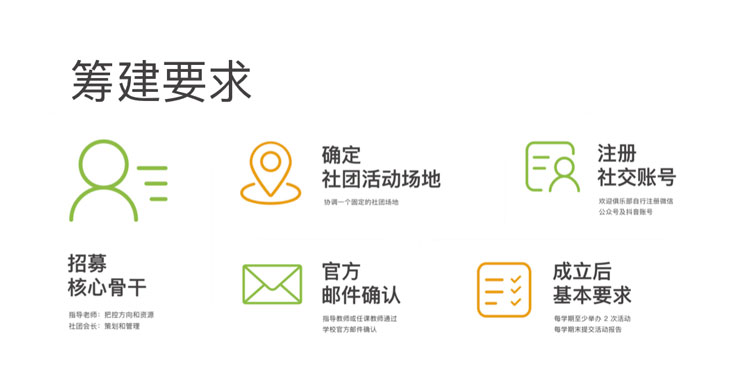 筹建要求
招募
核心骨干
指导老师：把控方向和资源
社团会长：策划和管理
确定
社团活动场地
协调一个固定的社团场地
注册
社交账号
欢迎俱乐部自行注册微信
公众号及抖音账号
官方
邮件确认
指导教师或任课教师通过
学校官方邮件确认
成立后
基本要求
每学期至少举办 2 次活动
每学期末提交活动报告